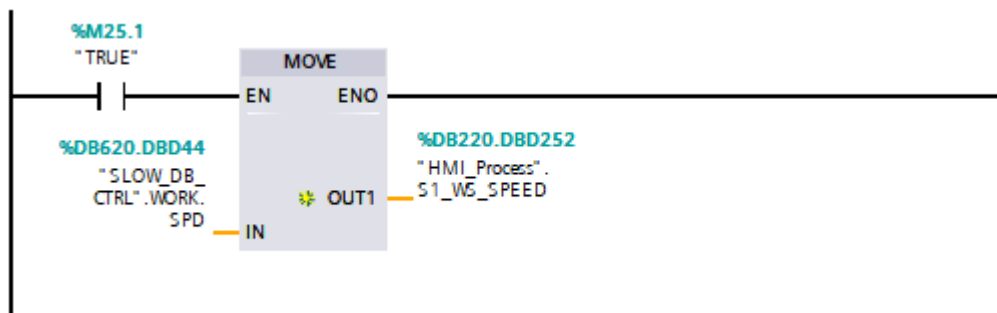 %M25.1
"TRUE"
MOVE
EN ENO
%DB620.DBD44
"SLOW_DB_
CTRL".WORK.
SPD
IN
OUT1
%DB220.DBD252
"HMI_Process".
S1_WS_SPEED